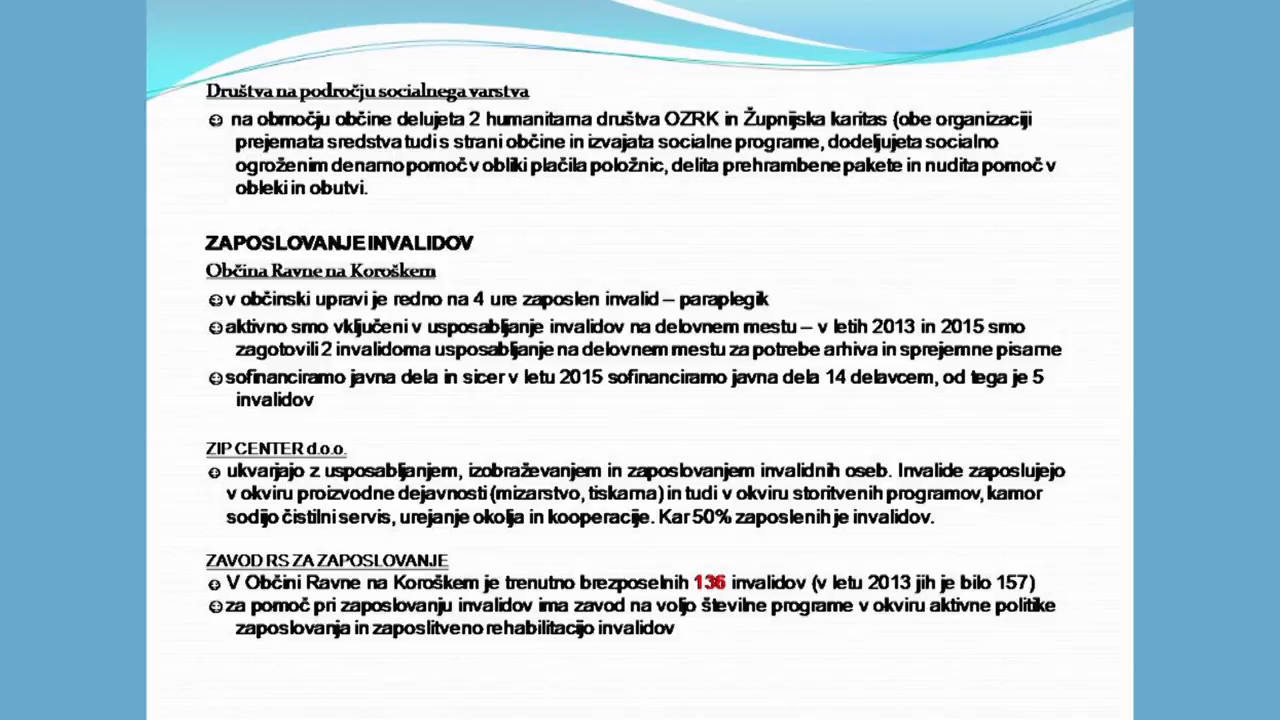 Društva na področju socialnega varstva
na območju občine delujeta 2 humanitarna društva OZRK in Župnijska karitas (obe organizaciji
prejemata sredstva tudi s strani občine in izvajata socialne programe, dodeljujeta socialno
ogroženim denarno pomoč v obliki plačila položnic, delita prehrambene pakete in nudita pomoč v
obleki in obutvi.
ZAPOSLOVANJE INVALIDOV
Občina Ravne na Koroškem
v občinski upravi je redno na 4 ure zaposlen invalid – paraplegik
aktivno smo vključeni v usposabljanje invalidov na delovnem mestu – v letih 2013 in 2015 smo
zagotovili 2 invalidoma usposabljanje na delovnem mestu za potrebe arhiva in sprejemne pisarne
sofinanciramo javna dela in sicer v letu 2015 sofinanciramo javna dela 14 delavcem, od tega je 5
invalidov
ZIP CENTER d.o.o.
ukvarjajo z usposabljanjem, izobraževanjem in zaposlovanjem invalidnih oseb. Invalide zaposlujejo
v okviru proizvodne dejavnosti (mizarstvo, tiskarna) in tudi v okviru storitvenih programov, kamor
sodijo čistilni servis, urejanje okolja in kooperacije. Kar 50% zaposlenih je invalidov.
ZAVOD RS ZA ZAPOSLOVANJE
V Občini Ravne na Koroškem je trenutno brezposelnih 136 invalidov (v letu 2013 jih je bilo 157)
za pomoč pri zaposlovanju invalidov ima zavod na voljo številne programe v okviru aktivne politike
zaposlovanja in zaposlitveno rehabilitacijo invalidov